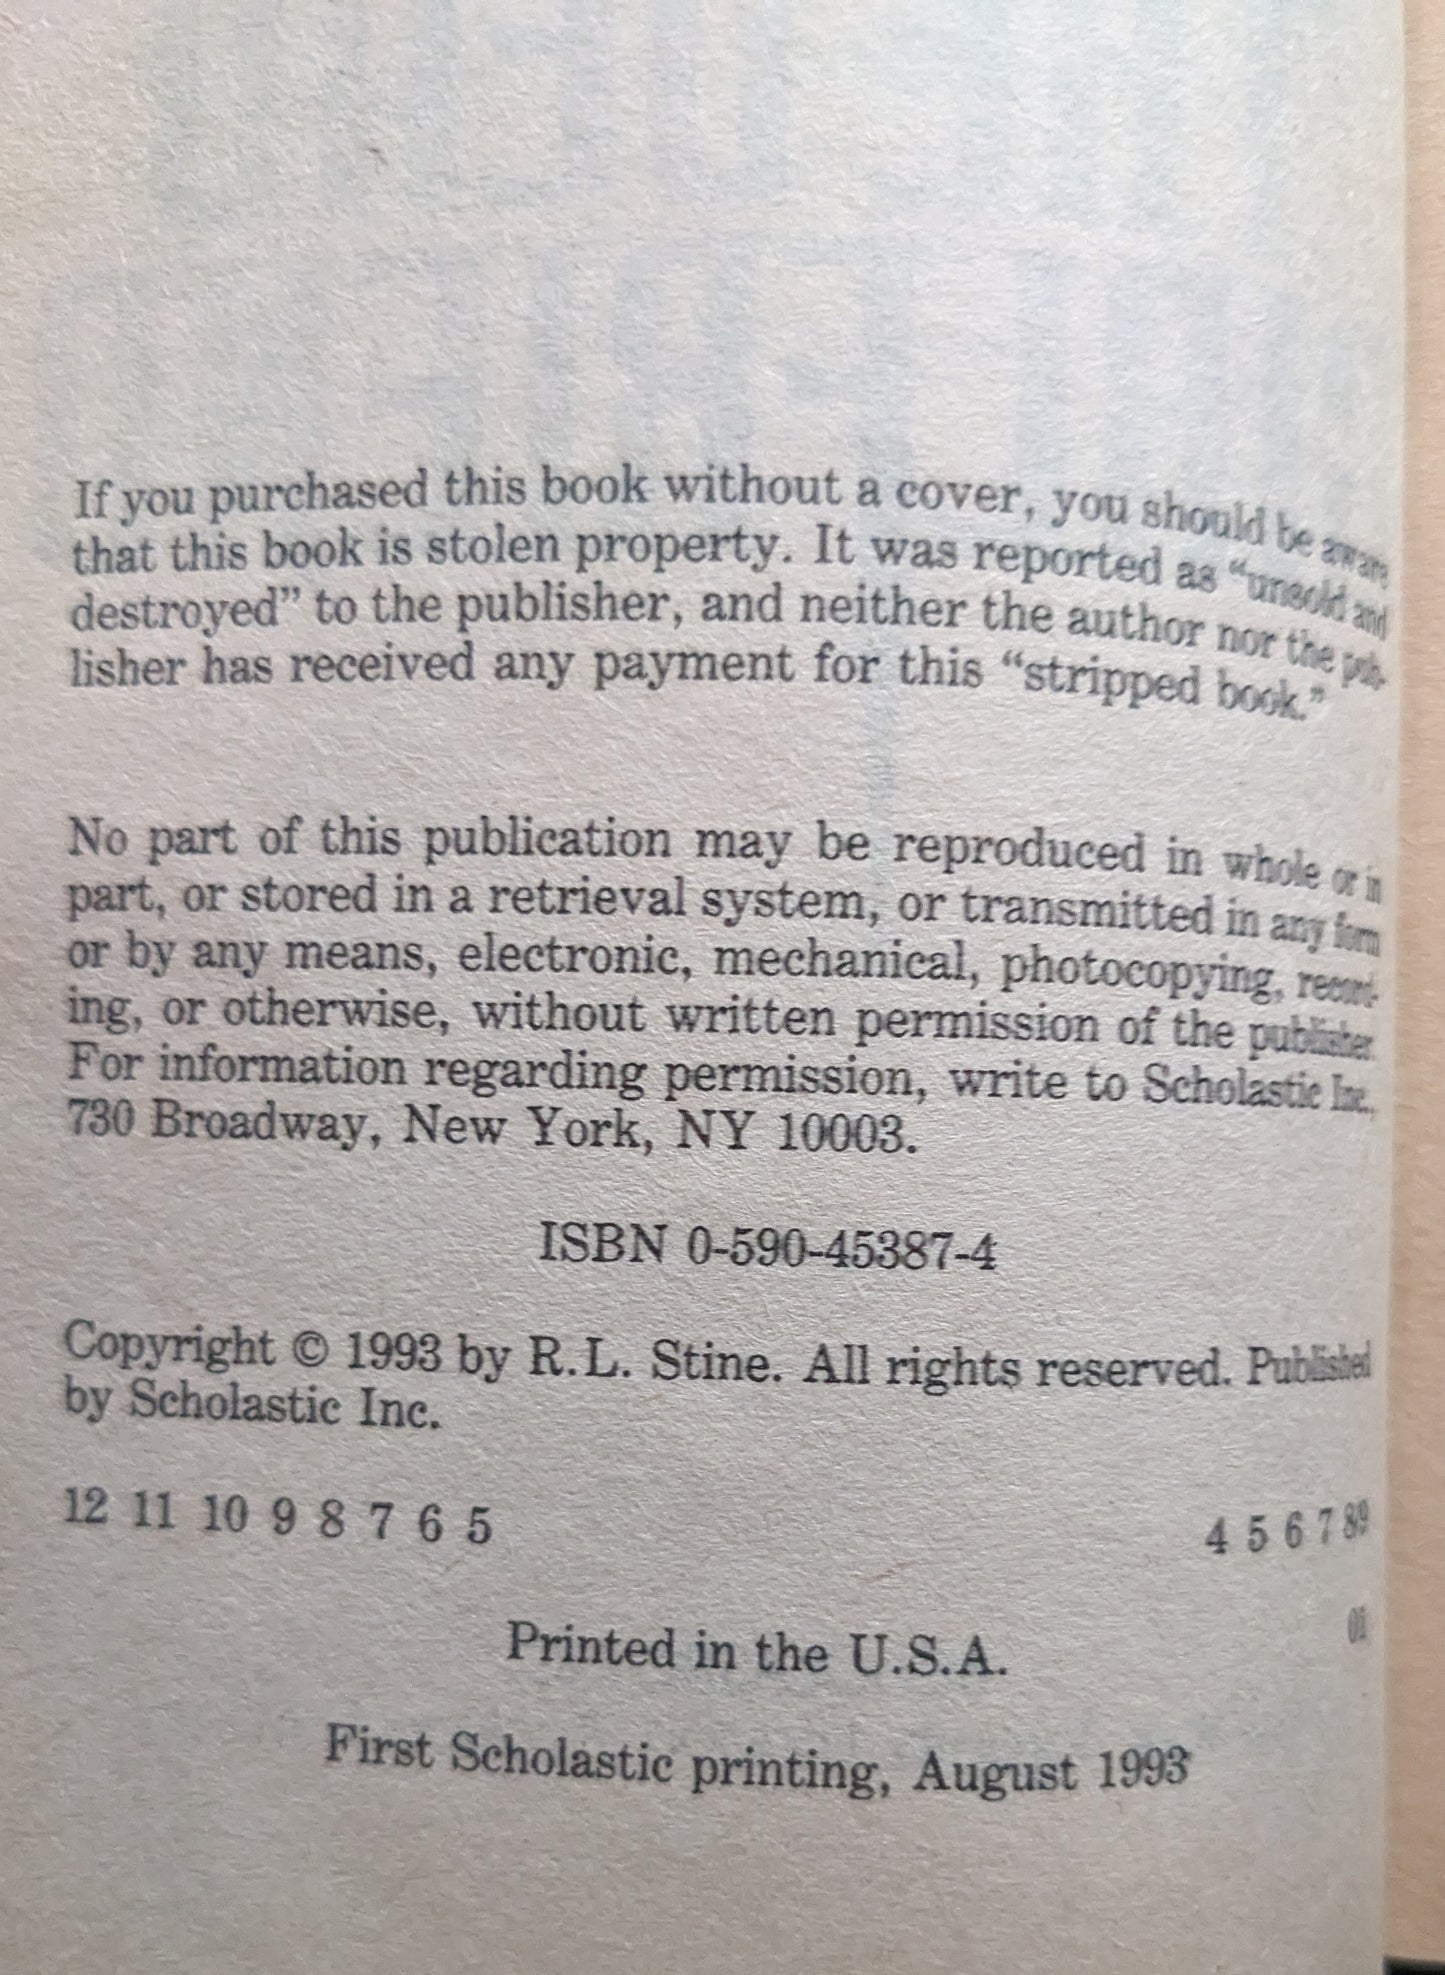 If you purchased this book without a cover, you should be aware
that this book is stolen property. It was reported as “unsold and
destroyed” to the publisher, and neither the author nor the pub-
lisher has received any payment for this “stripped book.”
No part of this publication may be reproduced in whole or in
part, or stored in a retrieval system, or transmitted in any form
or by any means, electronic, mechanical, photocopying, record-
ing, or otherwise, without written permission of the publisher.
For information regarding permission, write to Scholastic Inc.,
730 Broadway, New York, NY 10003.
ISBN 0-590-45387-4
Copyright © 1993 by R.L. Stine. All rights reserved. Published
by Scholastic Inc.
12 11 10 9 8 7 6 5 4 5 6 7 8 9
01
Printed in the U.S.A.
First Scholastic printing, August 1993